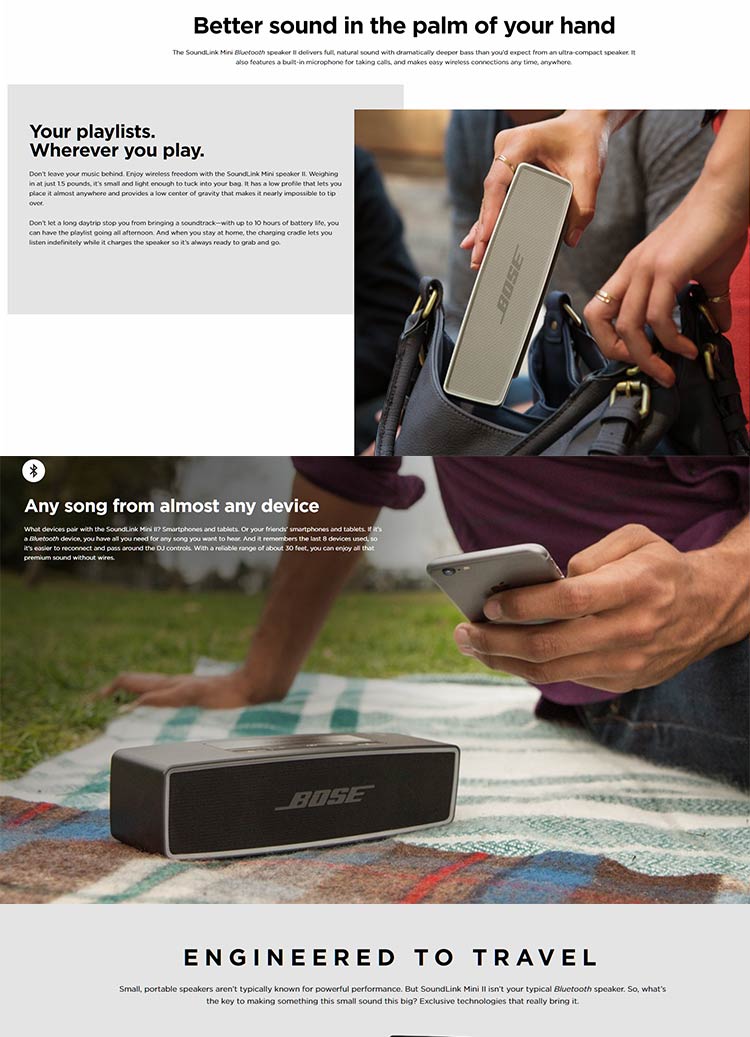 Better sound in the palm of your hand
The SoundLink Mini Bluetooth speaker II delivers full, natural sound with dramatically deeper bass than you'd expect from an ultra-compact speaker. It
also features a built-in microphone for taking calls, and makes easy wireless connections any time, anywhere.
Your playlists.
Wherever you play.
Don't leave your music behind. Enjoy wireless freedom with the SoundLink Mini speaker II. Weighing
in at just 1.5 pounds, it's small and light enough to tuck into your bag. It has a low profile that lets you
place it almost anywhere and provides a low center of gravity that makes it nearly impossible to tip
over.
Don't let a long daytrip stop you from bringing a soundtrack—with up to 10 hours of battery life, you
can have the playlist going all afternoon. And when you stay at home, the charging cradle lets you
listen indefinitely while it charges the speaker so it's always ready to grab and go.
BOSE
Any song from almost any device
What devices pair with the SoundLink Mini II? Smartphones and tablets. Or your friends' smartphones and tablets. If it's
a Bluetooth device, you have all you need for any song you want to hear. And it remembers the last 8 devices used, so
it's easier to reconnect and pass around the DJ controls. With a reliable range of about 30 feet, you can enjoy all that
premium sound without wires.
BOSE
ENGINEERED TO TRAVEL
Small, portable speakers aren't typically known for powerful performance. But SoundLink Mini II isn't your typical Bluetooth speaker. So, what's
the key to making something this small sound this big? Exclusive technologies that really bring it.